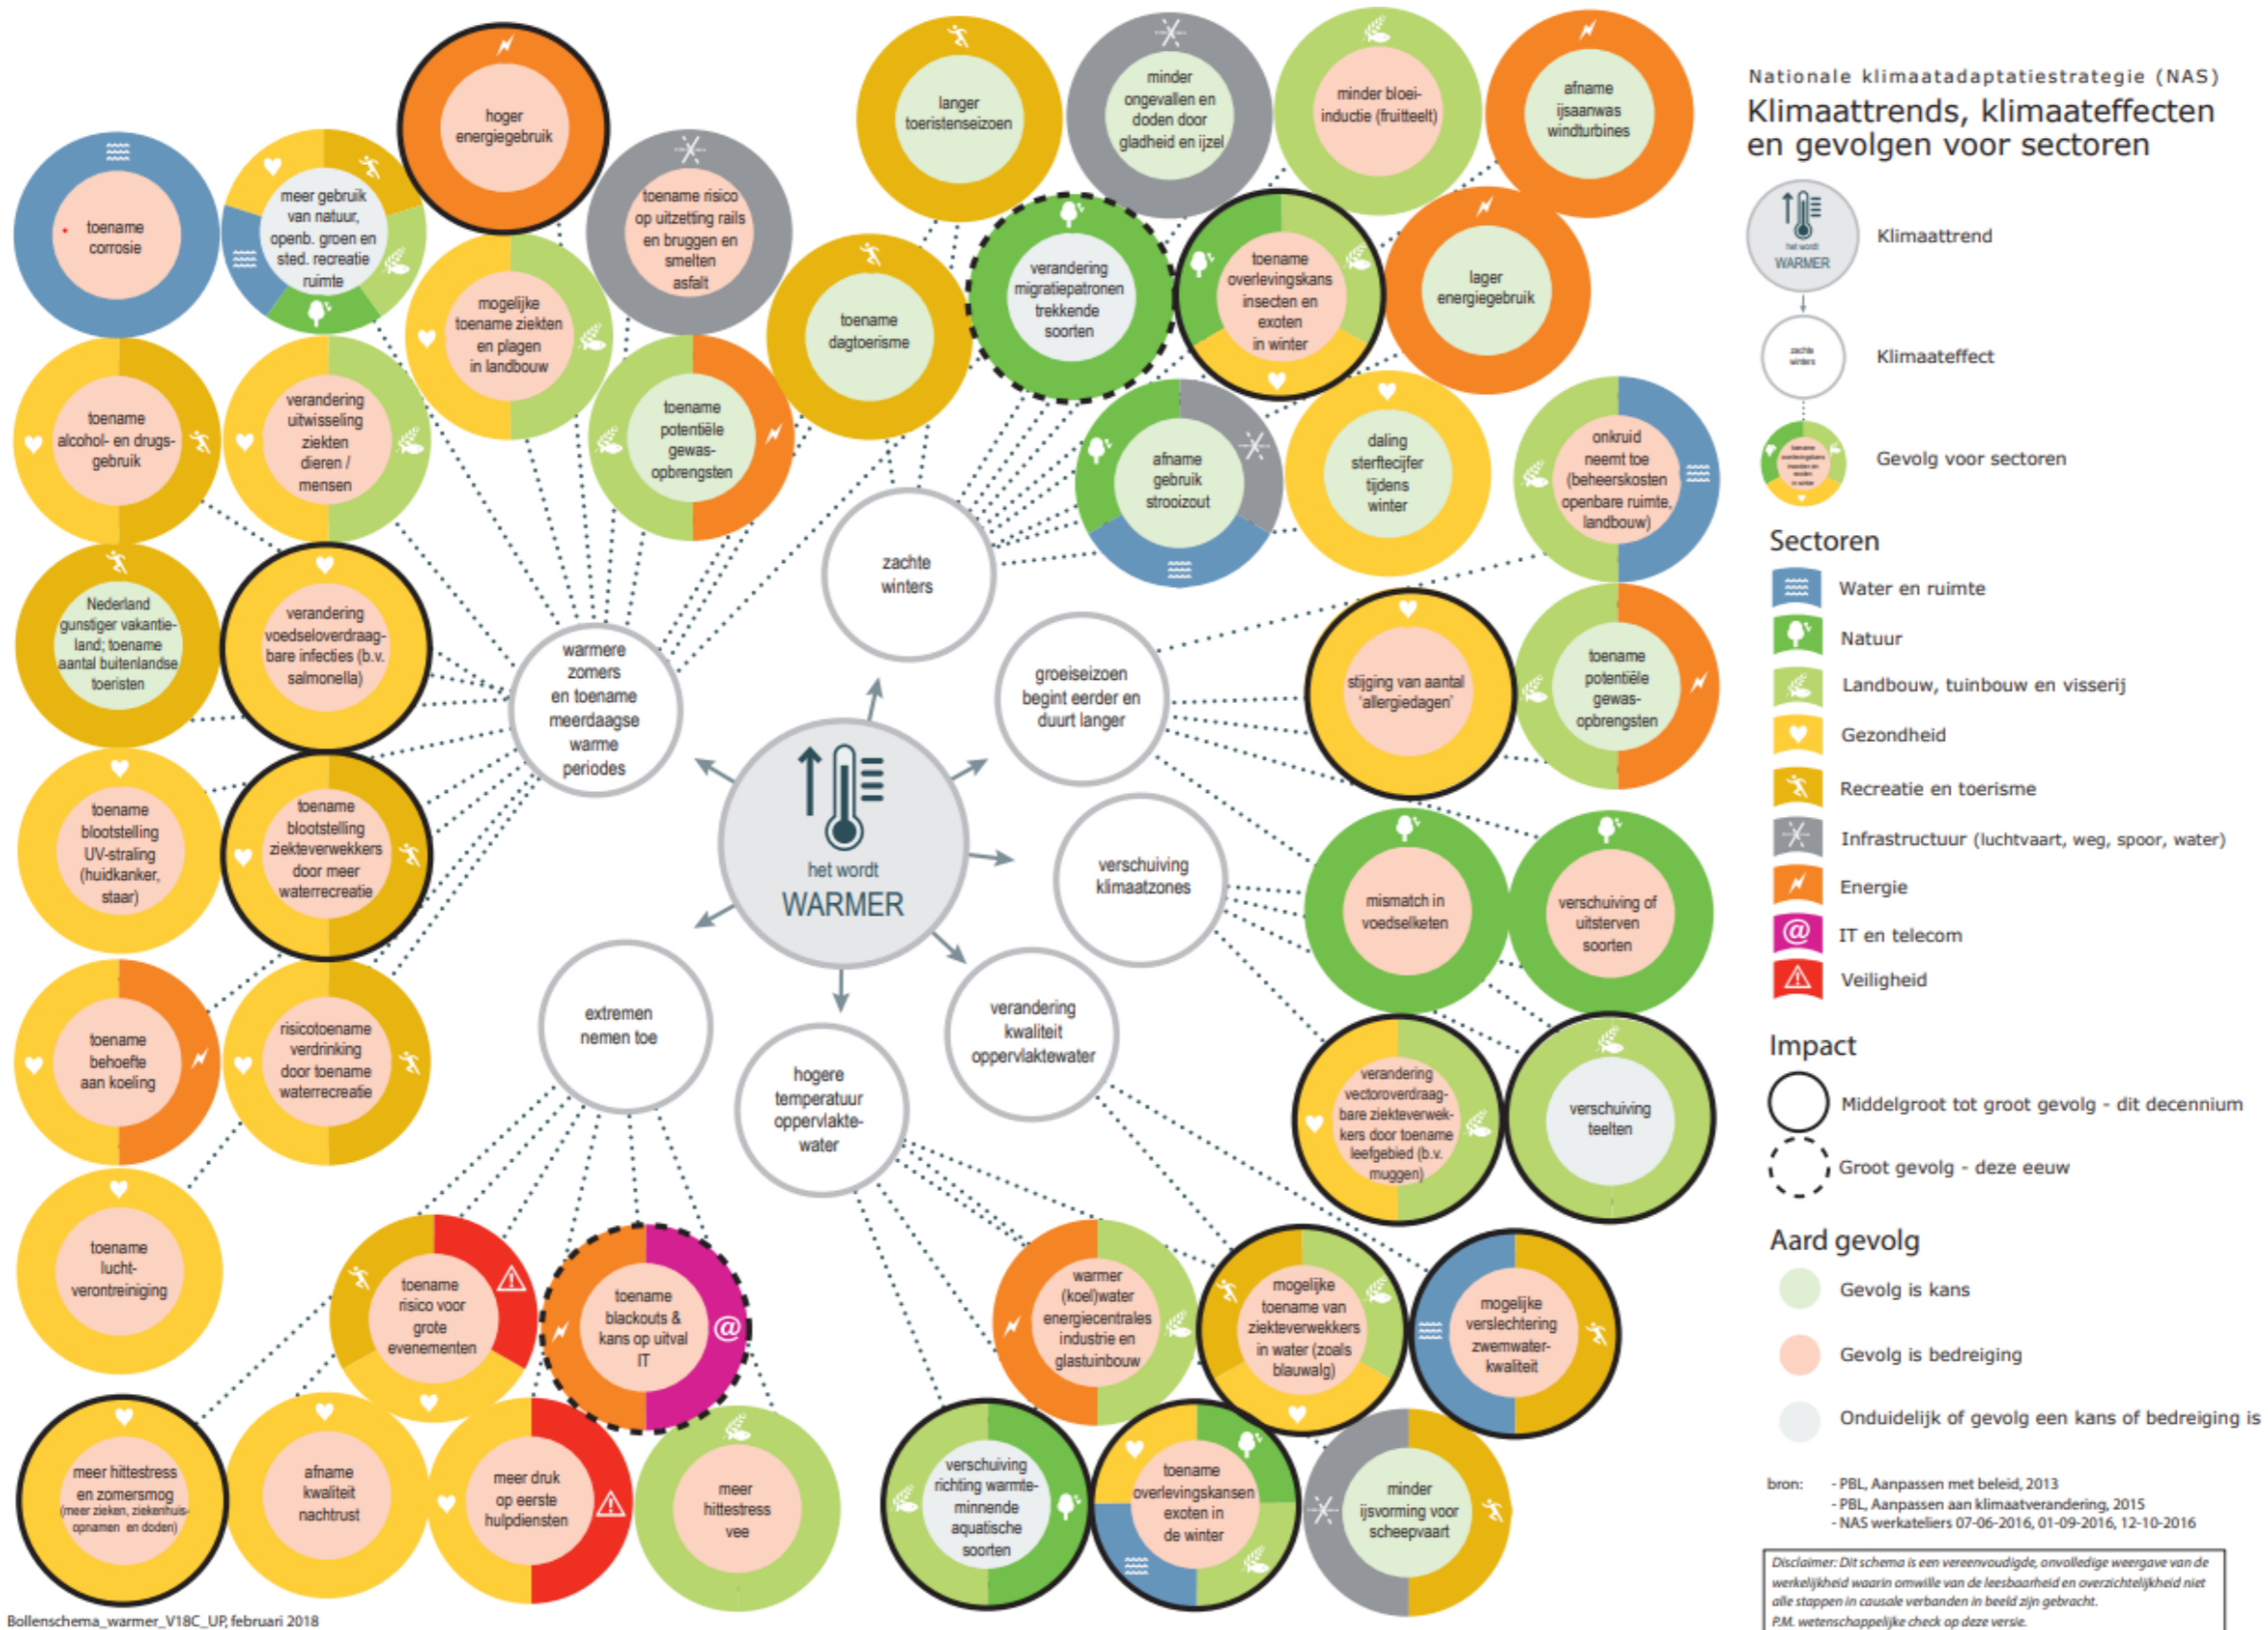 hoger
energiegebruik
langer
toeristenseizoen
minder
ongevallen en
doden door
gladheid en ijzel
minder bloei-
inductie (fruitteelt)
afname
ijsaanwas
windturbines
toename
corrosie
meer gebruik
van natuur,
openb. groen en
sted. recreatie
ruimte
toename risico
op uitzetting rails
en bruggen en
smelten
asfalt
mogelijke
toename ziekten
en plagen
in landbouw
toename
dagtoerisme
verandering
migratiepatronen
trekkende
soorten
toename
overlevingskans
insecten en
exoten
in winter
lager
energiegebruik
toename
alcohol- en drugs-
gebruik
verandering
uitwisseling
ziekten
dieren /
mensen
toename
potentiële
gewas-
opbrengsten
afname
gebruik
strooizout
daling
sterftecijfer
tijdens
winter
onkruid
neemt toe
(beheerskosten
openbare ruimte,
landbouw)
Nederland
gunstiger vakantie-
land; toename
aantal buitenlandse
toeristen
verandering
voedseloverdraag-
bare infecties (b.v.
salmonella)
warmere
zomers
en toename
meerdaagse
warme
periodes
zachte
winters
groeiseizoen
begint eerder en
duurt langer
stijging van aantal
'allergiedagen'
toename
potentiële
gewas-
opbrengsten
toename
blootstelling
UV-straling
(huidkanker,
staar)
toename
blootstelling
ziekteverwekkers
door meer
waterrecreatie
het wordt
WARMER
verschuiving
klimaatzones
mismatch in
voedselketen
verschuiving of
uitsterven
soorten
toename
behoefte
aan koeling
risicotoename
verdrinking
door toename
waterrecreatie
extremen
nemen toe
hogere
temperatuur
oppervlakte-
water
verandering
kwaliteit
oppervlaktewater
verandering
vectoroverdraag-
bare ziekteverwek-
kers door toename
leefgebied (b.v.
muggen)
verschuiving
teelten
toename
lucht-
verontreiniging
toename
risico voor
grote
evenementen
toename
blackouts &
kans op uitval
IT
@
warmer
(koel)water
energiecentrales
industrie en
glastuinbouw
mogelijke
toename van
ziekteverwekkers
in water (zoals
blauwalg)
mogelijke
verslechtering
zwemwater-
kwaliteit
meer hittestress
en zomersmog
(meer zieken, ziekenhuis-
opnamen en doden)
afname
kwaliteit
nachtrust
meer druk
op eerste
hulpdiensten
meer
hittestress
vee
verschuiving
richting warmte-
minnende
aquatische
soorten
toename
overlevingskansen
exoten in
de winter
minder
ijsvorming voor
scheepvaart
Bollenschema_warmer_V18C_UP, februari 2018
Nationale klimaatadaptatiestrategie (NAS)
Klimaattrends, klimaateffecten
en gevolgen voor sectoren
het wordt
WARMER
Klimaattrend
zachte
winters
Klimaateffect
toename
overlevingskans
insecten en
exoten
in winter
Gevolg voor sectoren
Sectoren
Water en ruimte
Natuur
Landbouw, tuinbouw en visserij
Gezondheid
Recreatie en toerisme
Infrastructuur (luchtvaart, weg, spoor, water)
Energie
@ IT en telecom
Veiligheid
Impact
Middelgroot tot groot gevolg - dit decennium
Groot gevolg - deze eeuw
Aard gevolg
Gevolg is kans
Gevolg is bedreiging
Onduidelijk of gevolg een kans of bedreiging is
bron: - PBL, Aanpassen met beleid, 2013
- PBL, Aanpassen aan klimaatverandering, 2015
- NAS werkateliers 07-06-2016, 01-09-2016, 12-10-2016
Disclaimer: Dit schema is een vereenvoudigde, onvolledige weergave van de
werkelijkheid waarin omwille van de leesbaarheid en overzichtelijkheid niet
alle stappen in causale verbanden in beeld zijn gebracht.
P.M. wetenschappelijke check op deze versie.